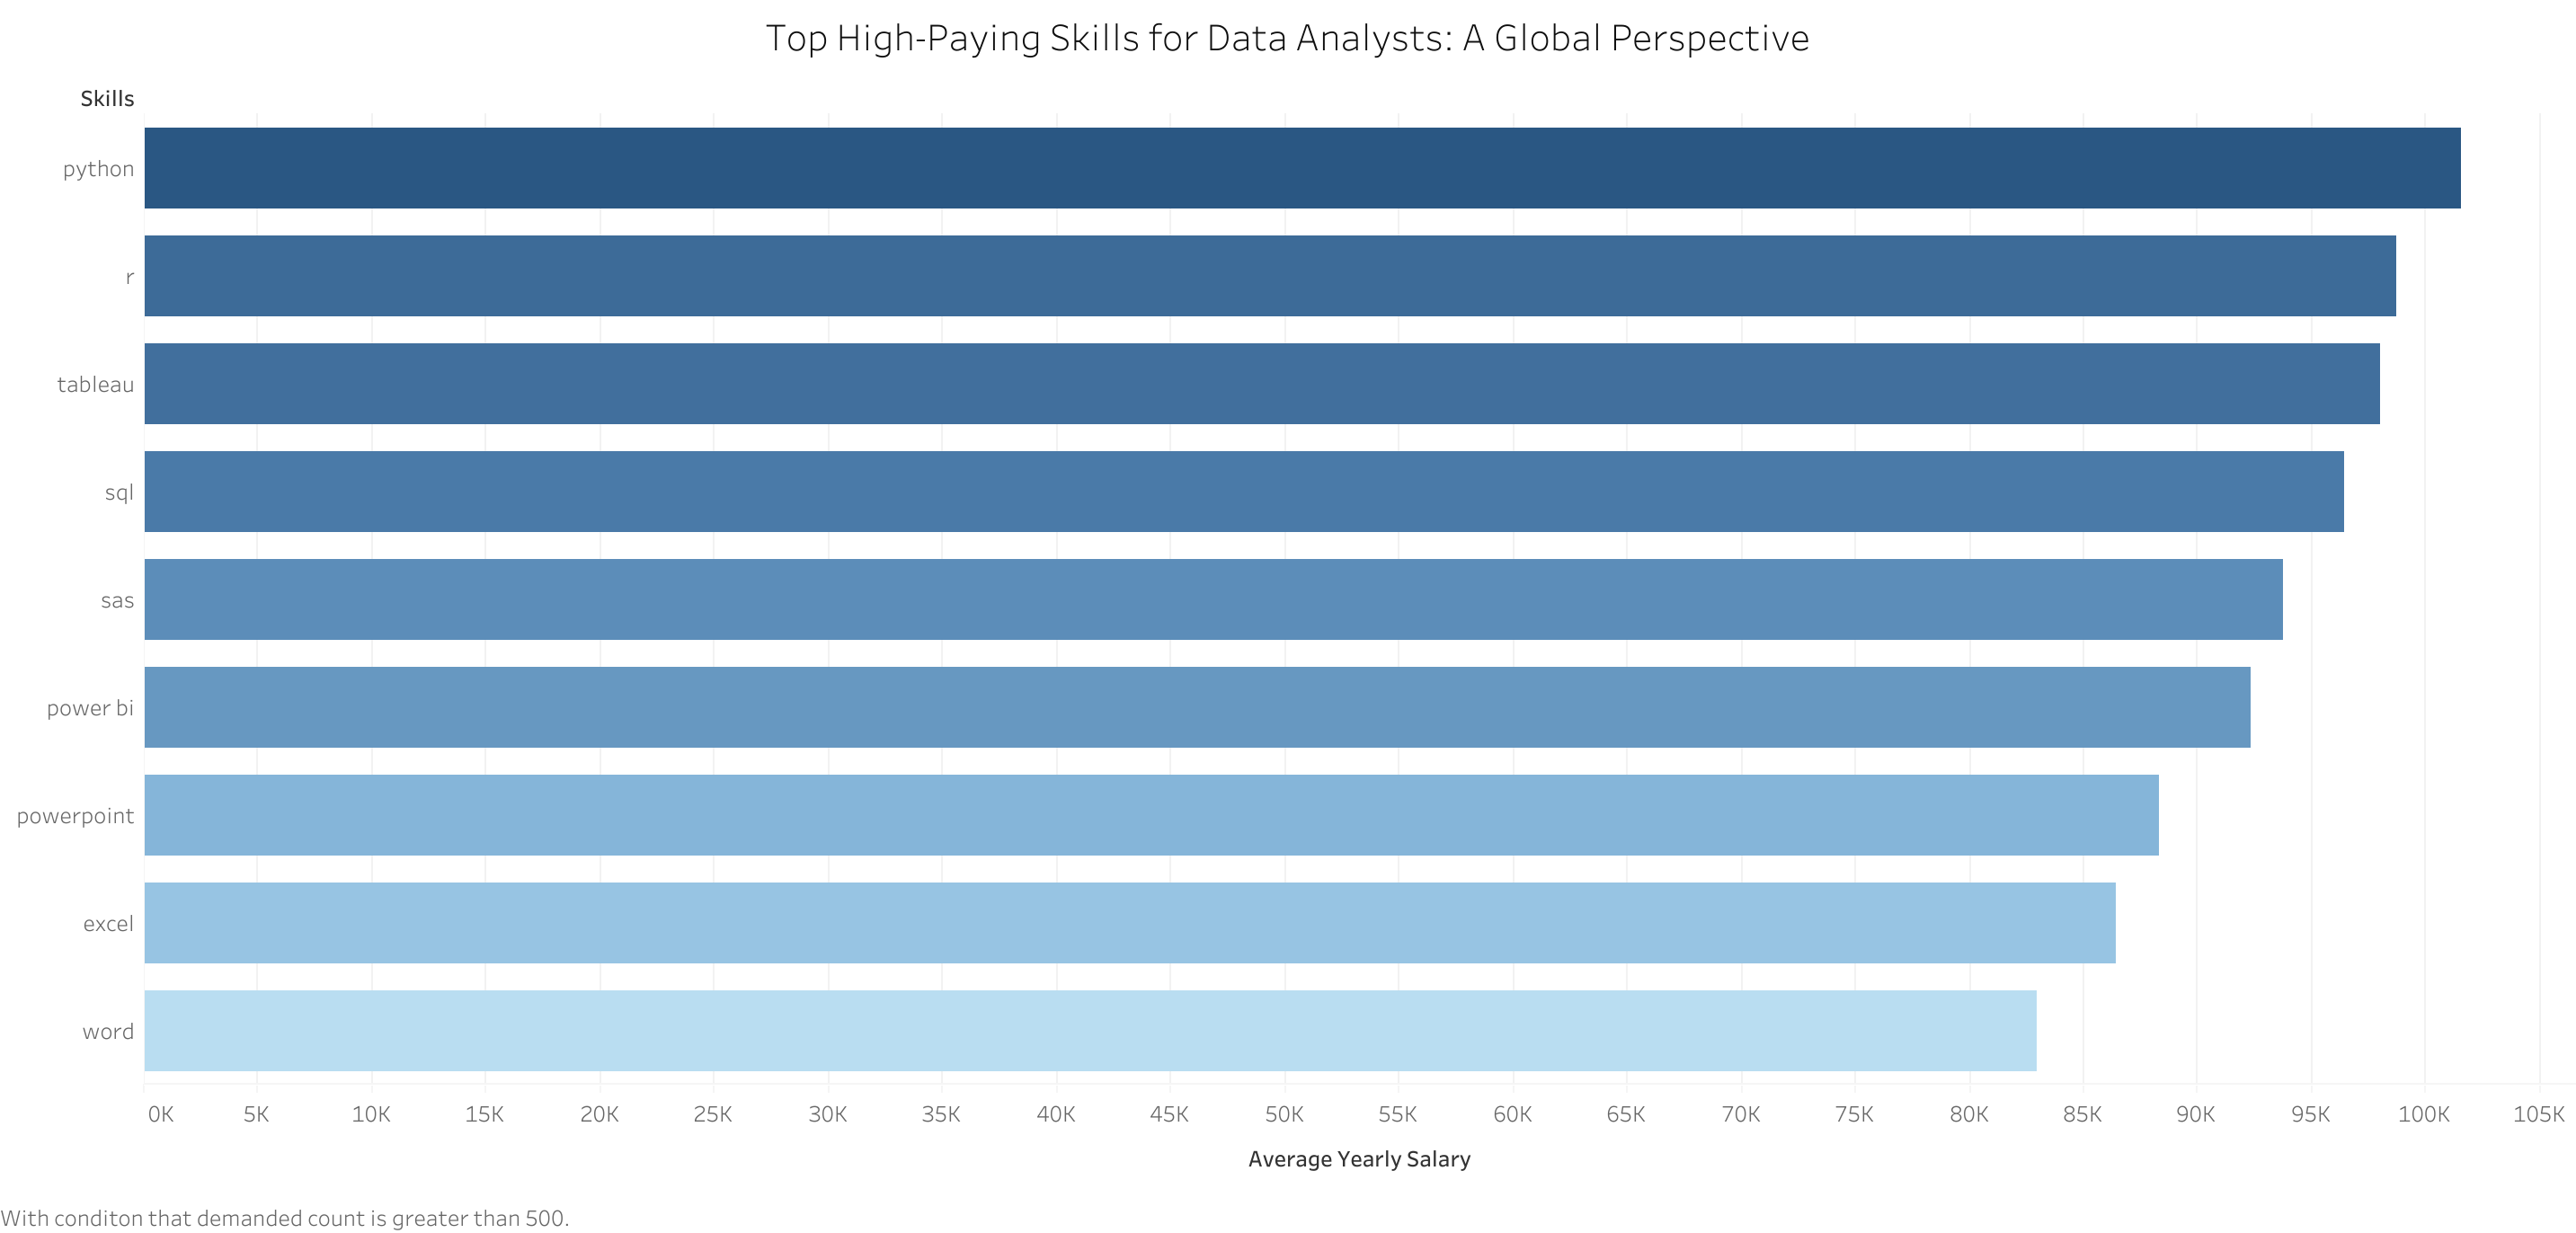 Top High-Paying Skills for Data Analysts: A Global Perspective
Skills
python
r
tableau
sql
sas
power bi
powerpoint
excel
word
0K 5K 10K 15K 20K 25K 30K 35K 40K 45K 50K 55K 60K 65K 70K 75K 80K 85K 90K 95K 100K 105K
Average Yearly Salary
With conditon that demanded count is greater than 500.